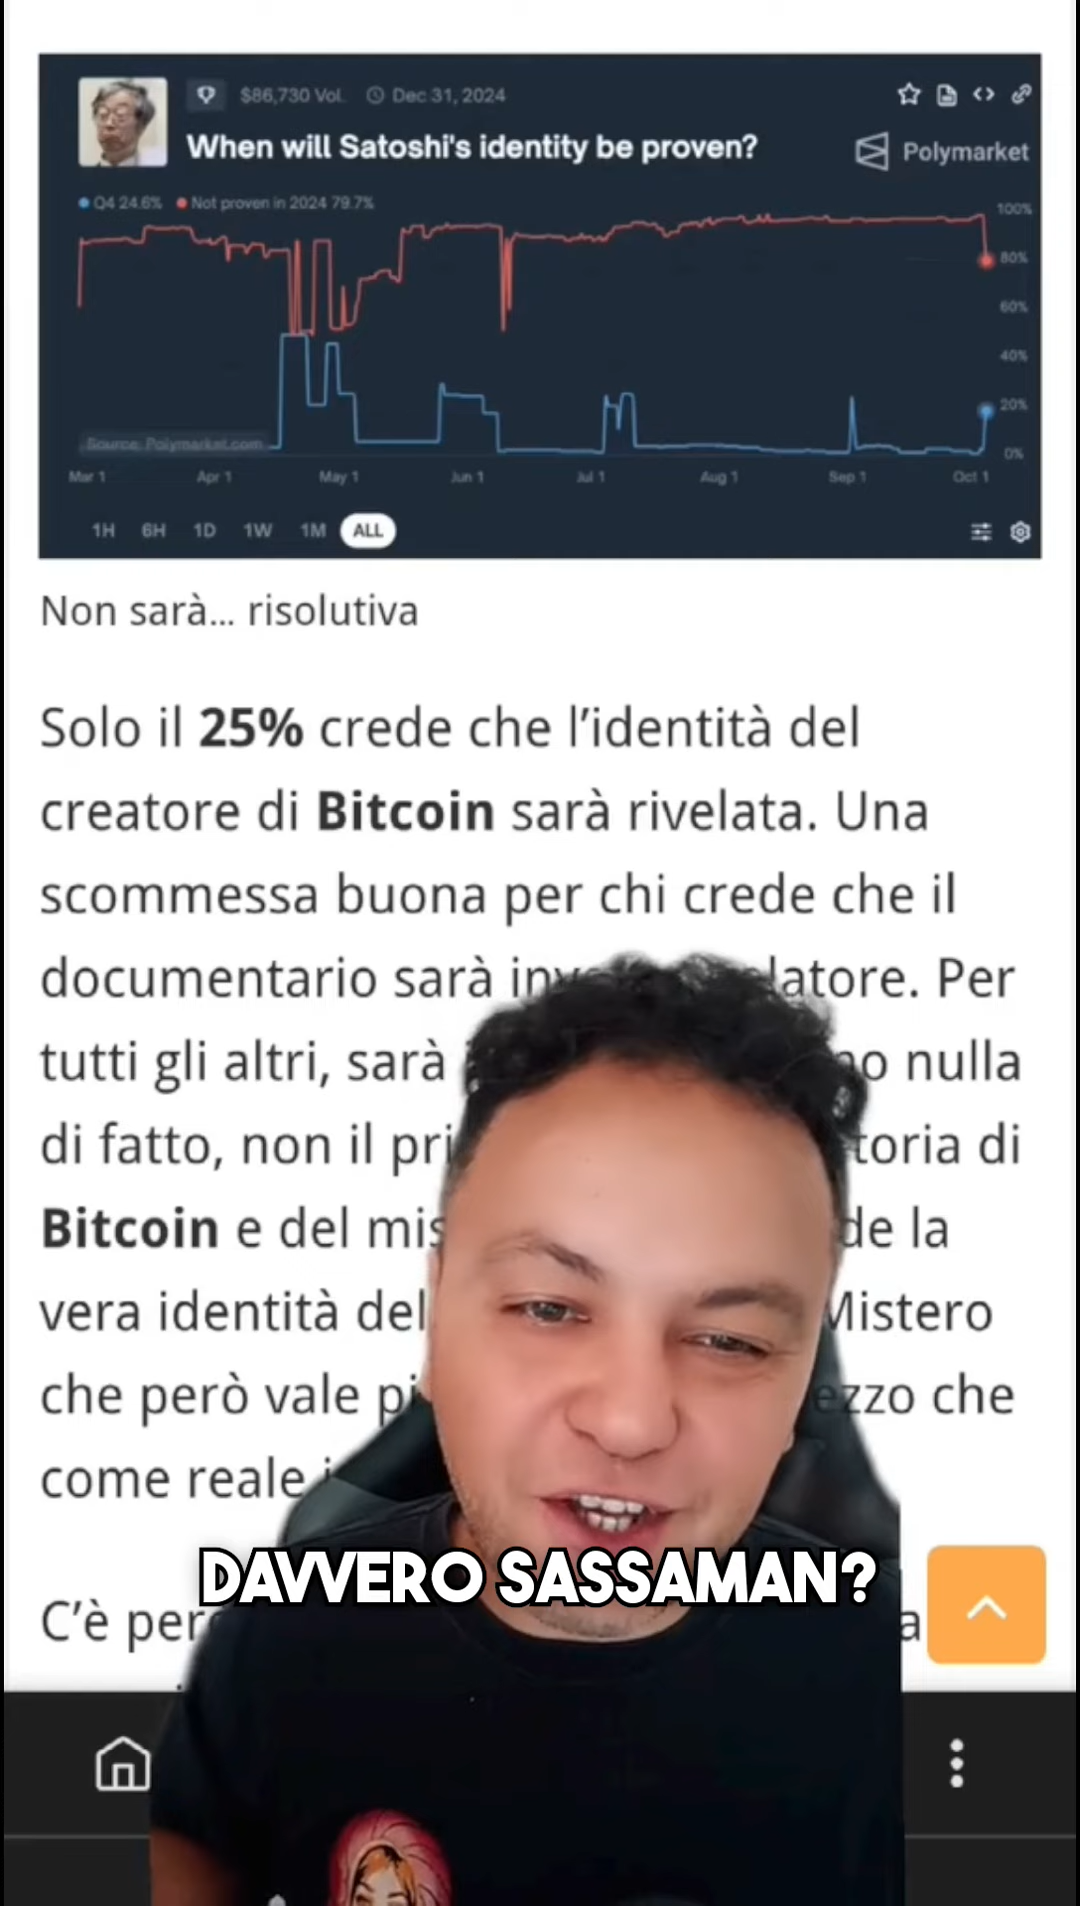 $86,730 Vol. Dec 31, 2024
When will Satoshi's identity be proven?
Polymarket
Q4 24.6% Not proven in 2024 79.7%
100%
80%
60%
40%
20%
0%
Source: Polymarket.com
Mar 1 Apr 1 May 1 Jun 1 Jul 1 Aug 1 Sep 1 Oct 1
1H 6H 1D 1W 1M ALL
Non sarà... risolutiva
Solo il 25% crede che l’identità del
creatore di Bitcoin sarà rivelata. Una
scommessa buona per chi crede che il
documentario sarà latore. Per
tutti gli altri, sarà nulla
di fatto, non il toria di
Bitcoin e del de la
vera identità del Mistero
che però vale ezzo che
come reale
DAVVERO SASSAMAN?
C’è
a